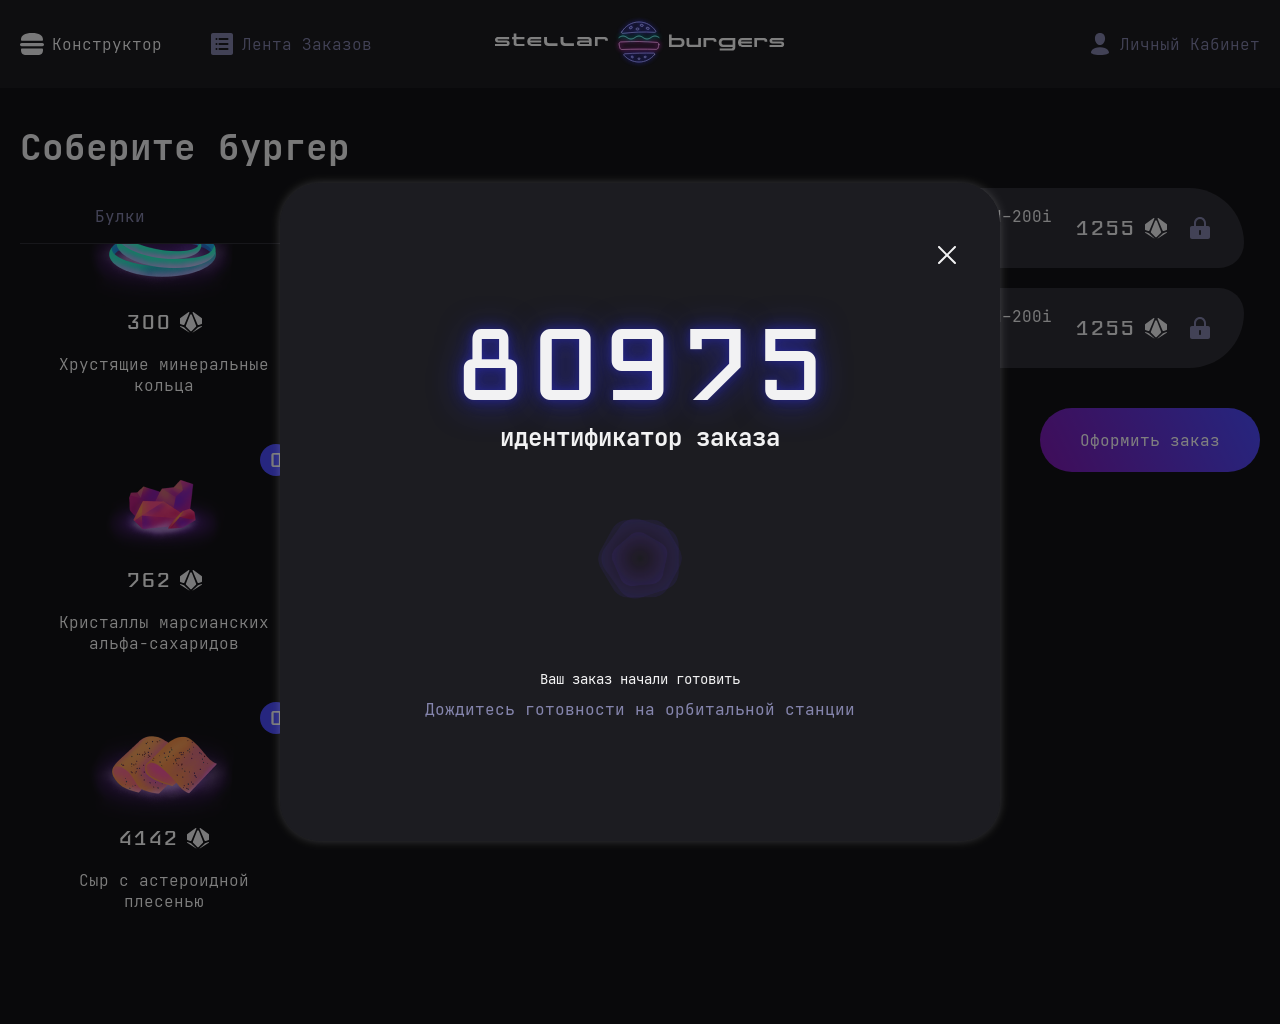 Конструктор
Лента Заказов
stellar burgers
Личный Кабинет
Соберите бургер
Булки
300
Хрустящие минеральные
кольца
762
Кристаллы марсианских
альфа-сахаридов
4142
Сыр с астероидной
плесенью
-200i
1255
-200i
1255
Оформить заказ
80975
идентификатор заказа
Ваш заказ начали готовить
Дождитесь готовности на орбитальной станции